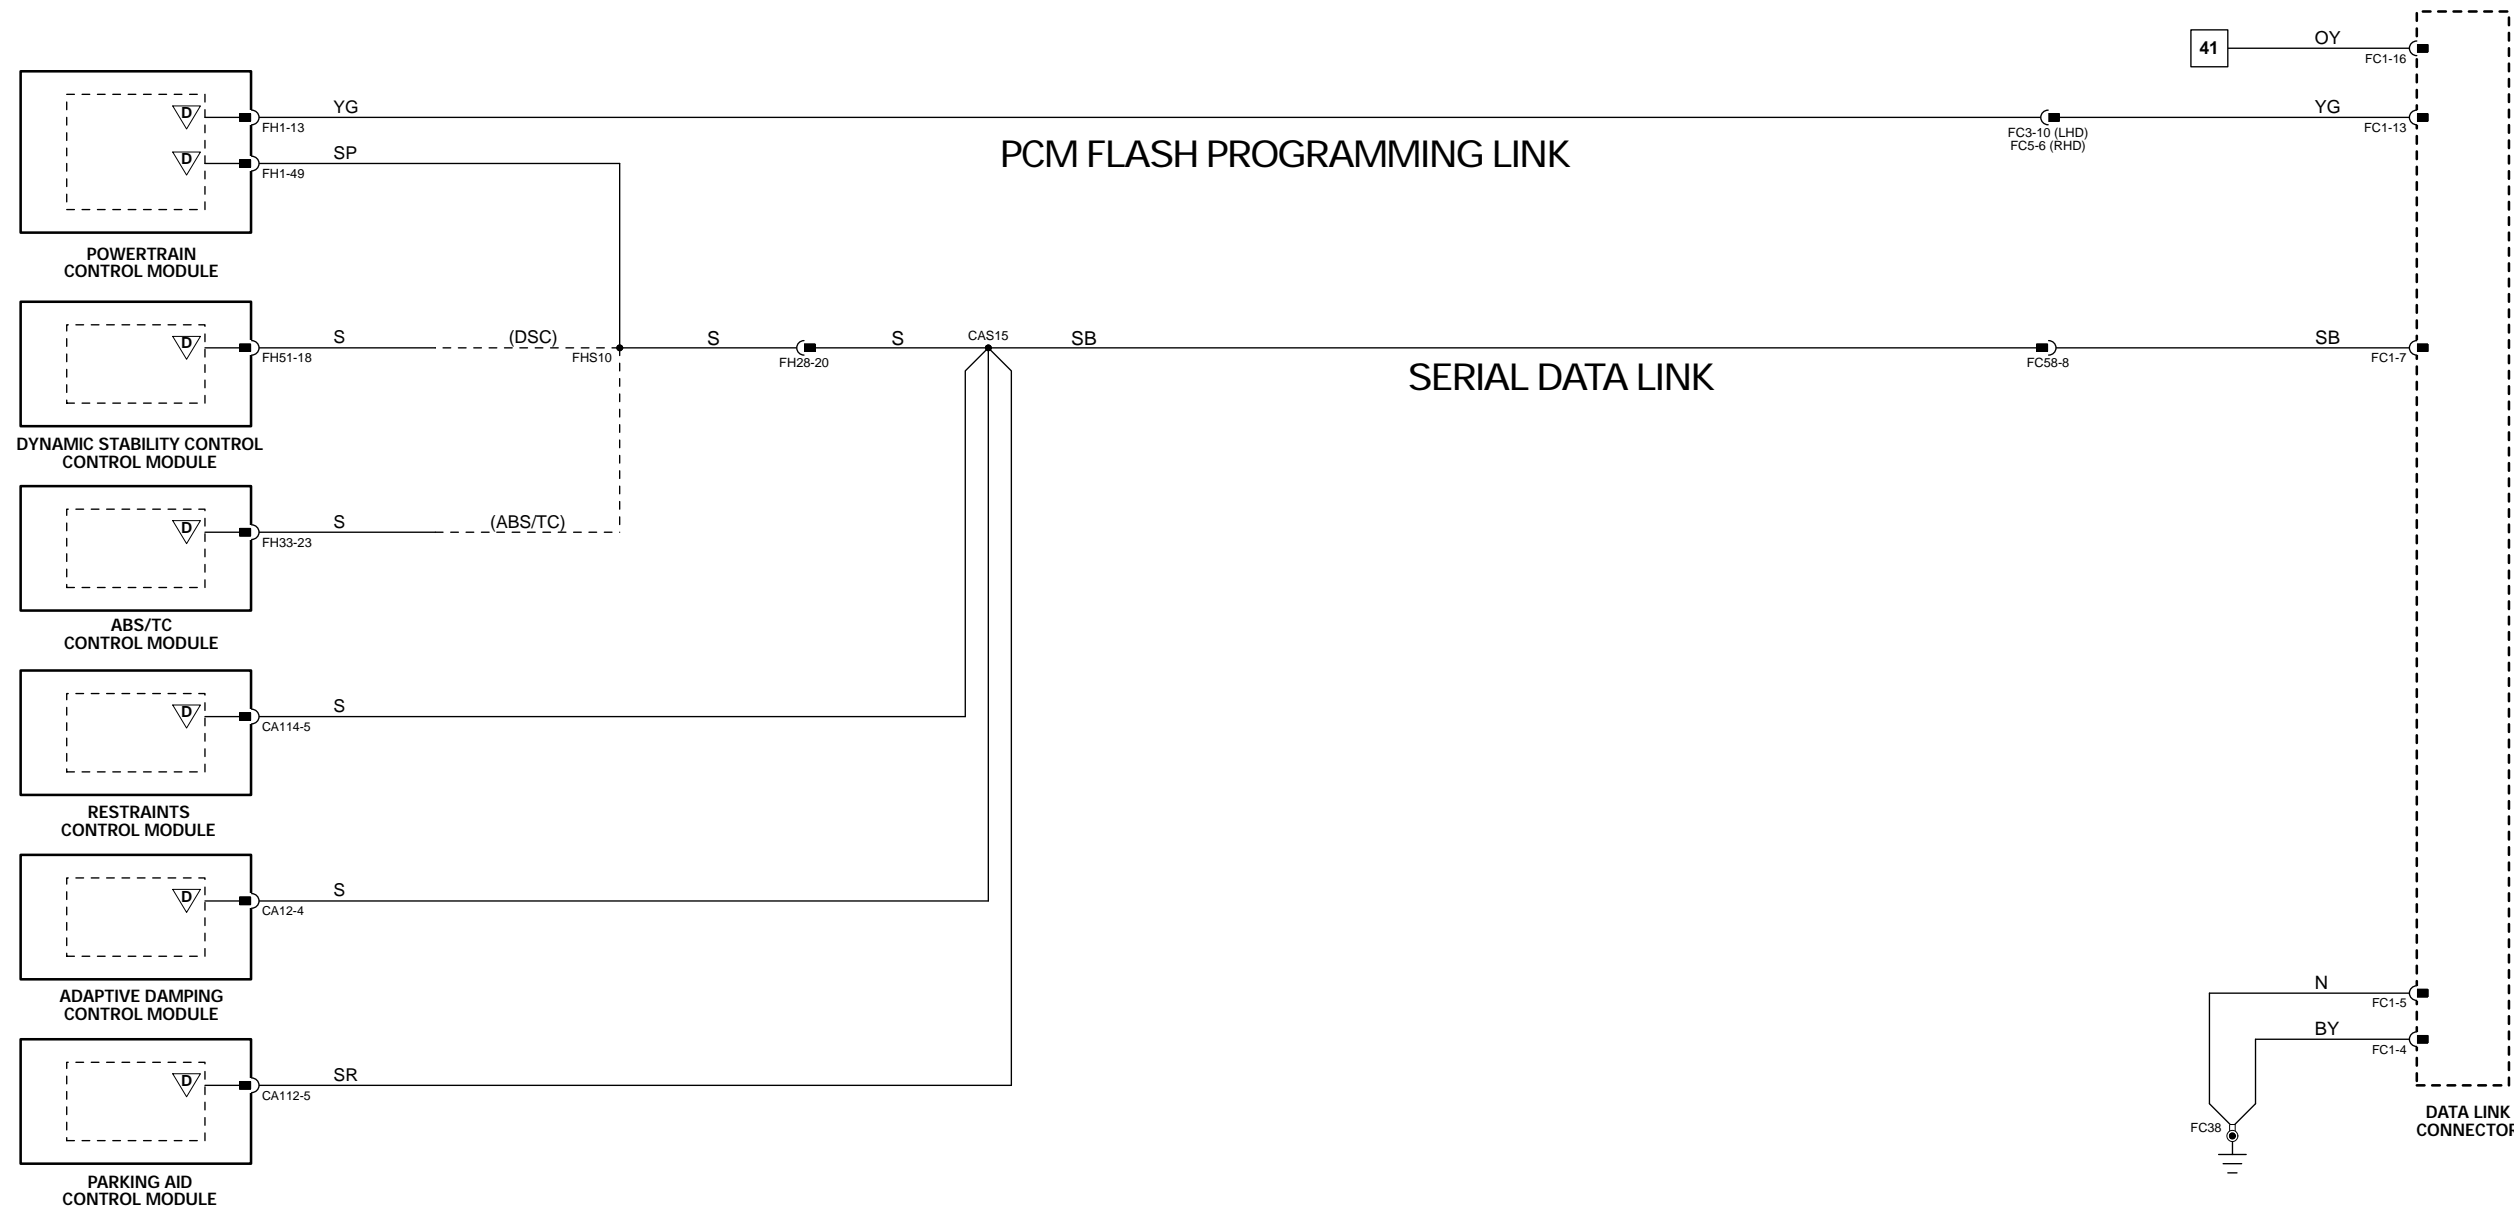 41
OY
FC1-16
D
YG
FH1-13
FC3-10 (LHD)
FC5-6 (RHD)
YG
FC1-13
D
SP
FH1-49
PCM FLASH PROGRAMMING LINK
POWERTRAIN
CONTROL MODULE
D
S
FH51-18
(DSC)
FHS10
S
FH28-20
S
CAS15
SB
FC58-8
SB
FC1-7
SERIAL DATA LINK
DYNAMIC STABILITY CONTROL
CONTROL MODULE
D
S
FH33-23
(ABS/TC)
ABS/TC
CONTROL MODULE
D
S
CA114-5
RESTRAINTS
CONTROL MODULE
D
S
CA12-4
ADAPTIVE DAMPING
CONTROL MODULE
N
FC1-5
BY
FC1-4
D
SR
CA112-5
FC38
DATA LINK
CONNECTOR
PARKING AID
CONTROL MODULE